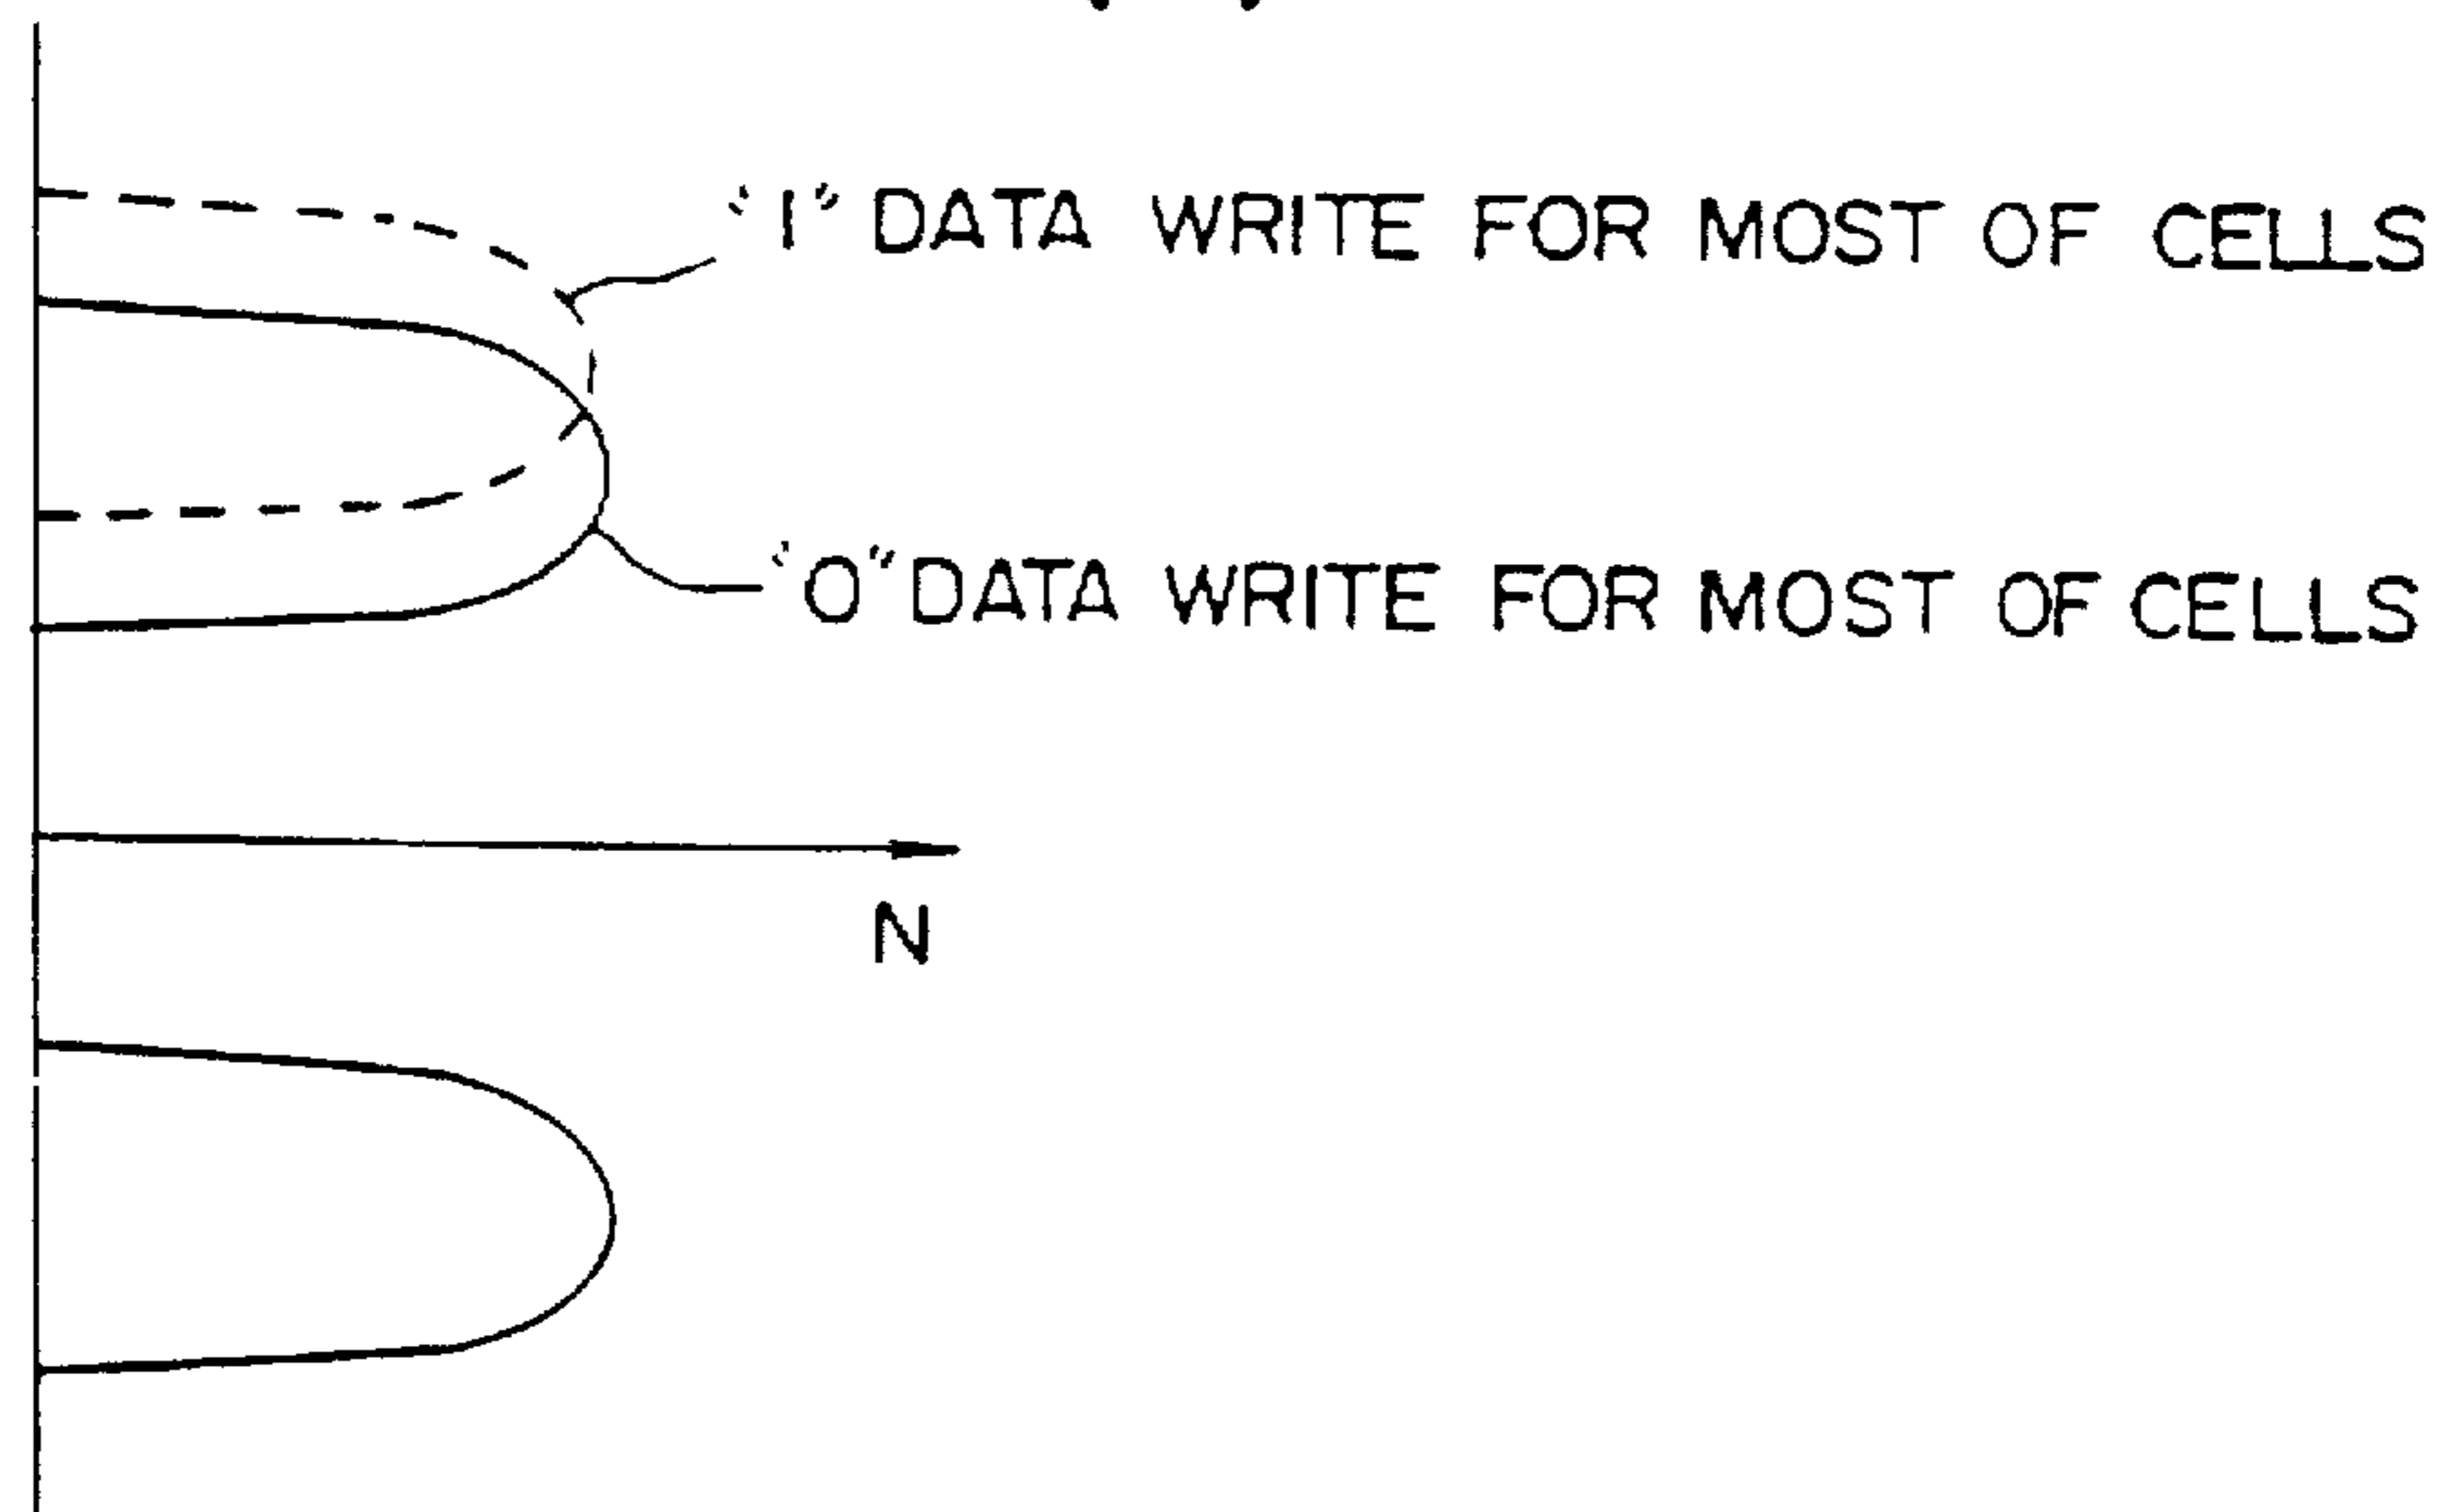 "1" DATA WRITE FOR MOST OF CELLS
"0" DATA WRITE FOR MOST OF CELLS
N